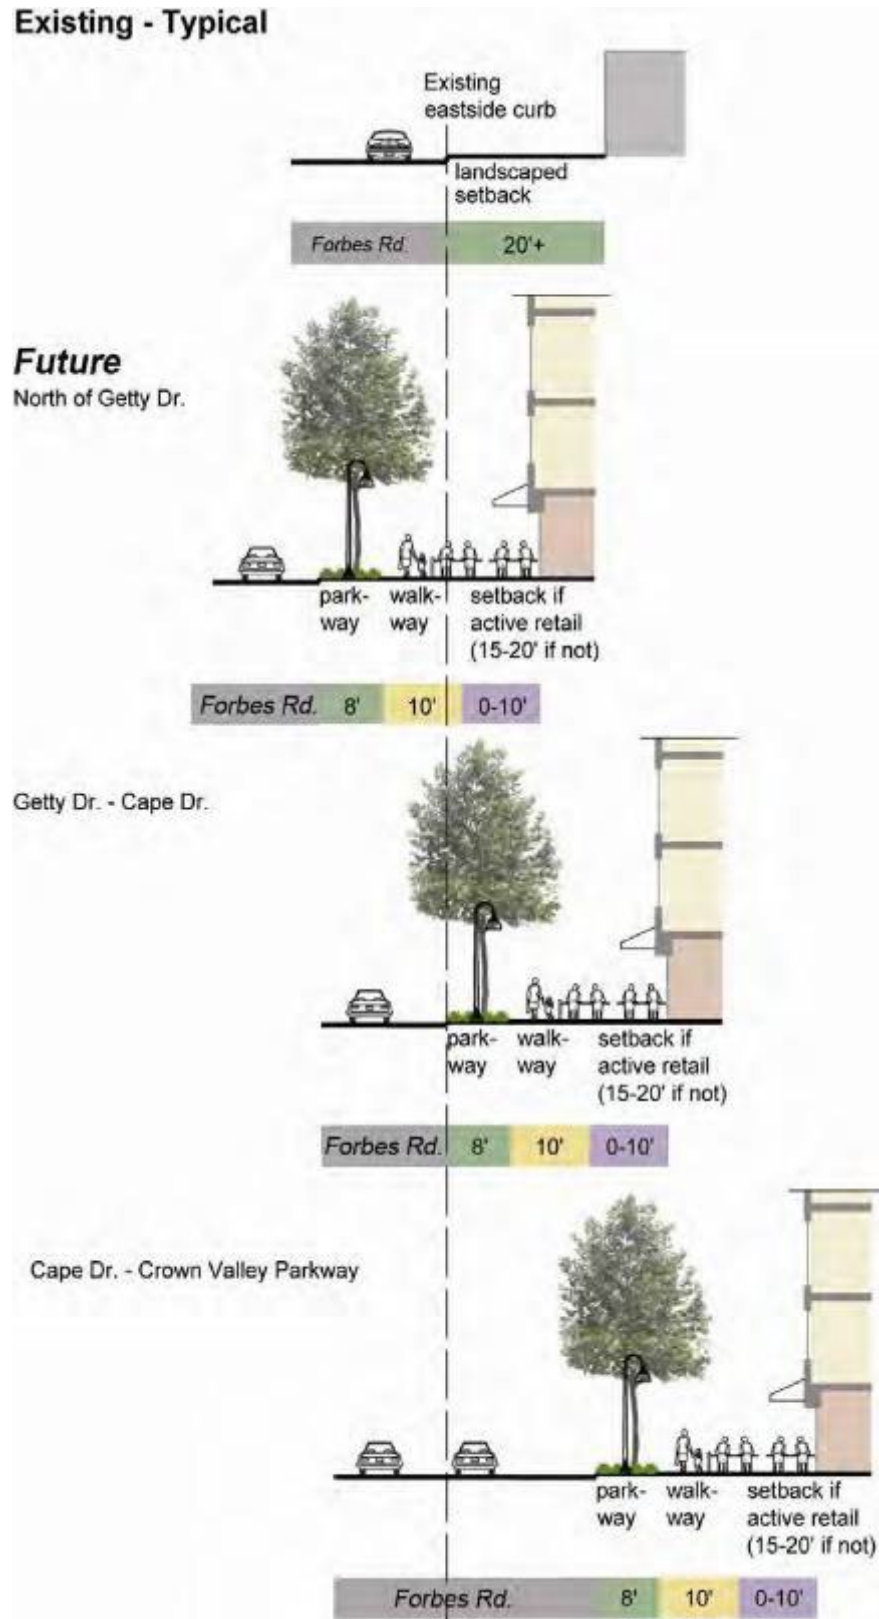 Existing - Typical
Existing
eastside curb
landscaped
setback
Forbes Rd. 20'+
Future
North of Getty Dr.
park- walk- setback if
way way active retail
(15-20' if not)
Forbes Rd. 8' 10' 0-10'
Getty Dr. - Cape Dr.
park- walk- setback if
way way active retail
(15-20' if not)
Forbes Rd. 8' 10' 0-10'
Cape Dr. - Crown Valley Parkway
park- walk- setback if
way way active retail
(15-20' if not)
Forbes Rd. 8' 10' 0-10'